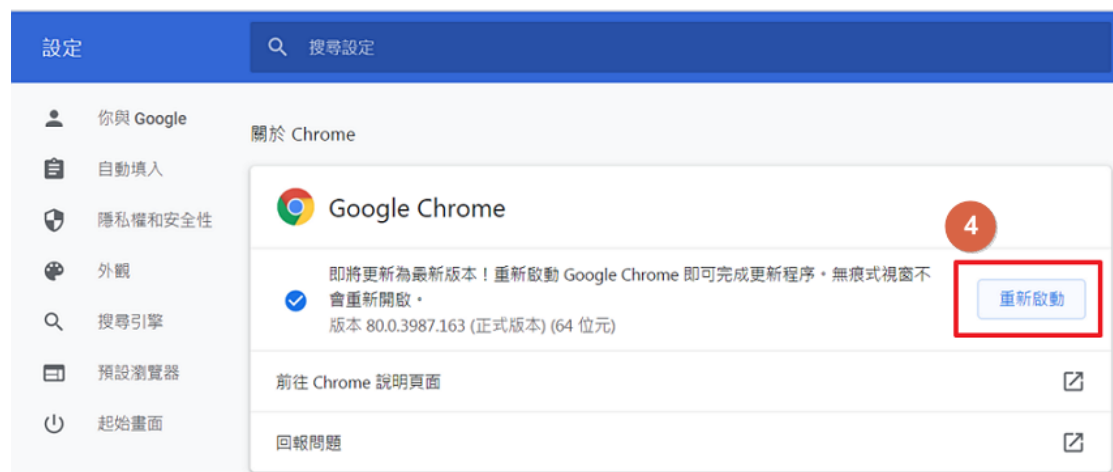 設定
搜尋設定
你與 Google
自動填入
隱私權和安全性
外觀
搜尋引擎
預設瀏覽器
起始畫面
關於 Chrome
Google Chrome
4
即將更新為最新版本！重新啟動 Google Chrome 即可完成更新程序。無痕式視窗不
會重新開啟。
版本 80.0.3987.163 (正式版本) (64 位元)
重新啟動
前往 Chrome 說明頁面
回報問題